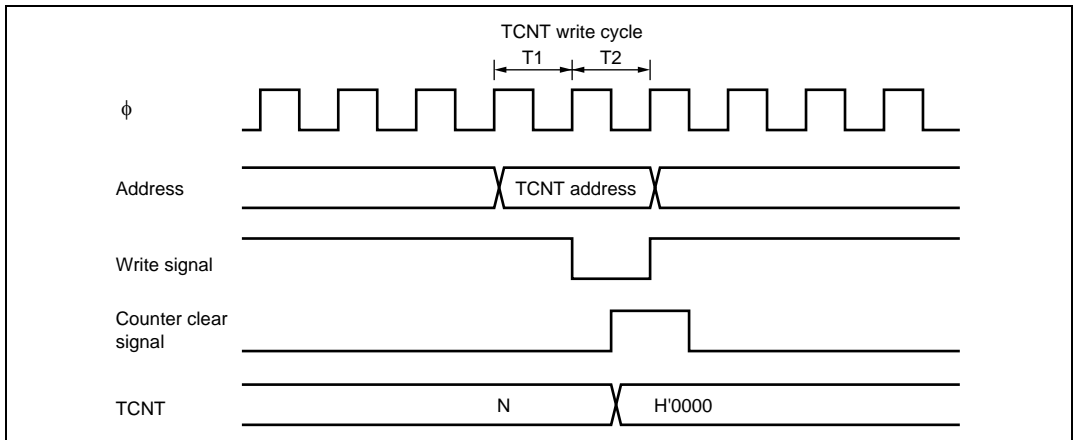 TCNT write cycle
T1 T2
ϕ
Address TCNT address
Write signal
Counter clear
signal
TCNT N H'0000